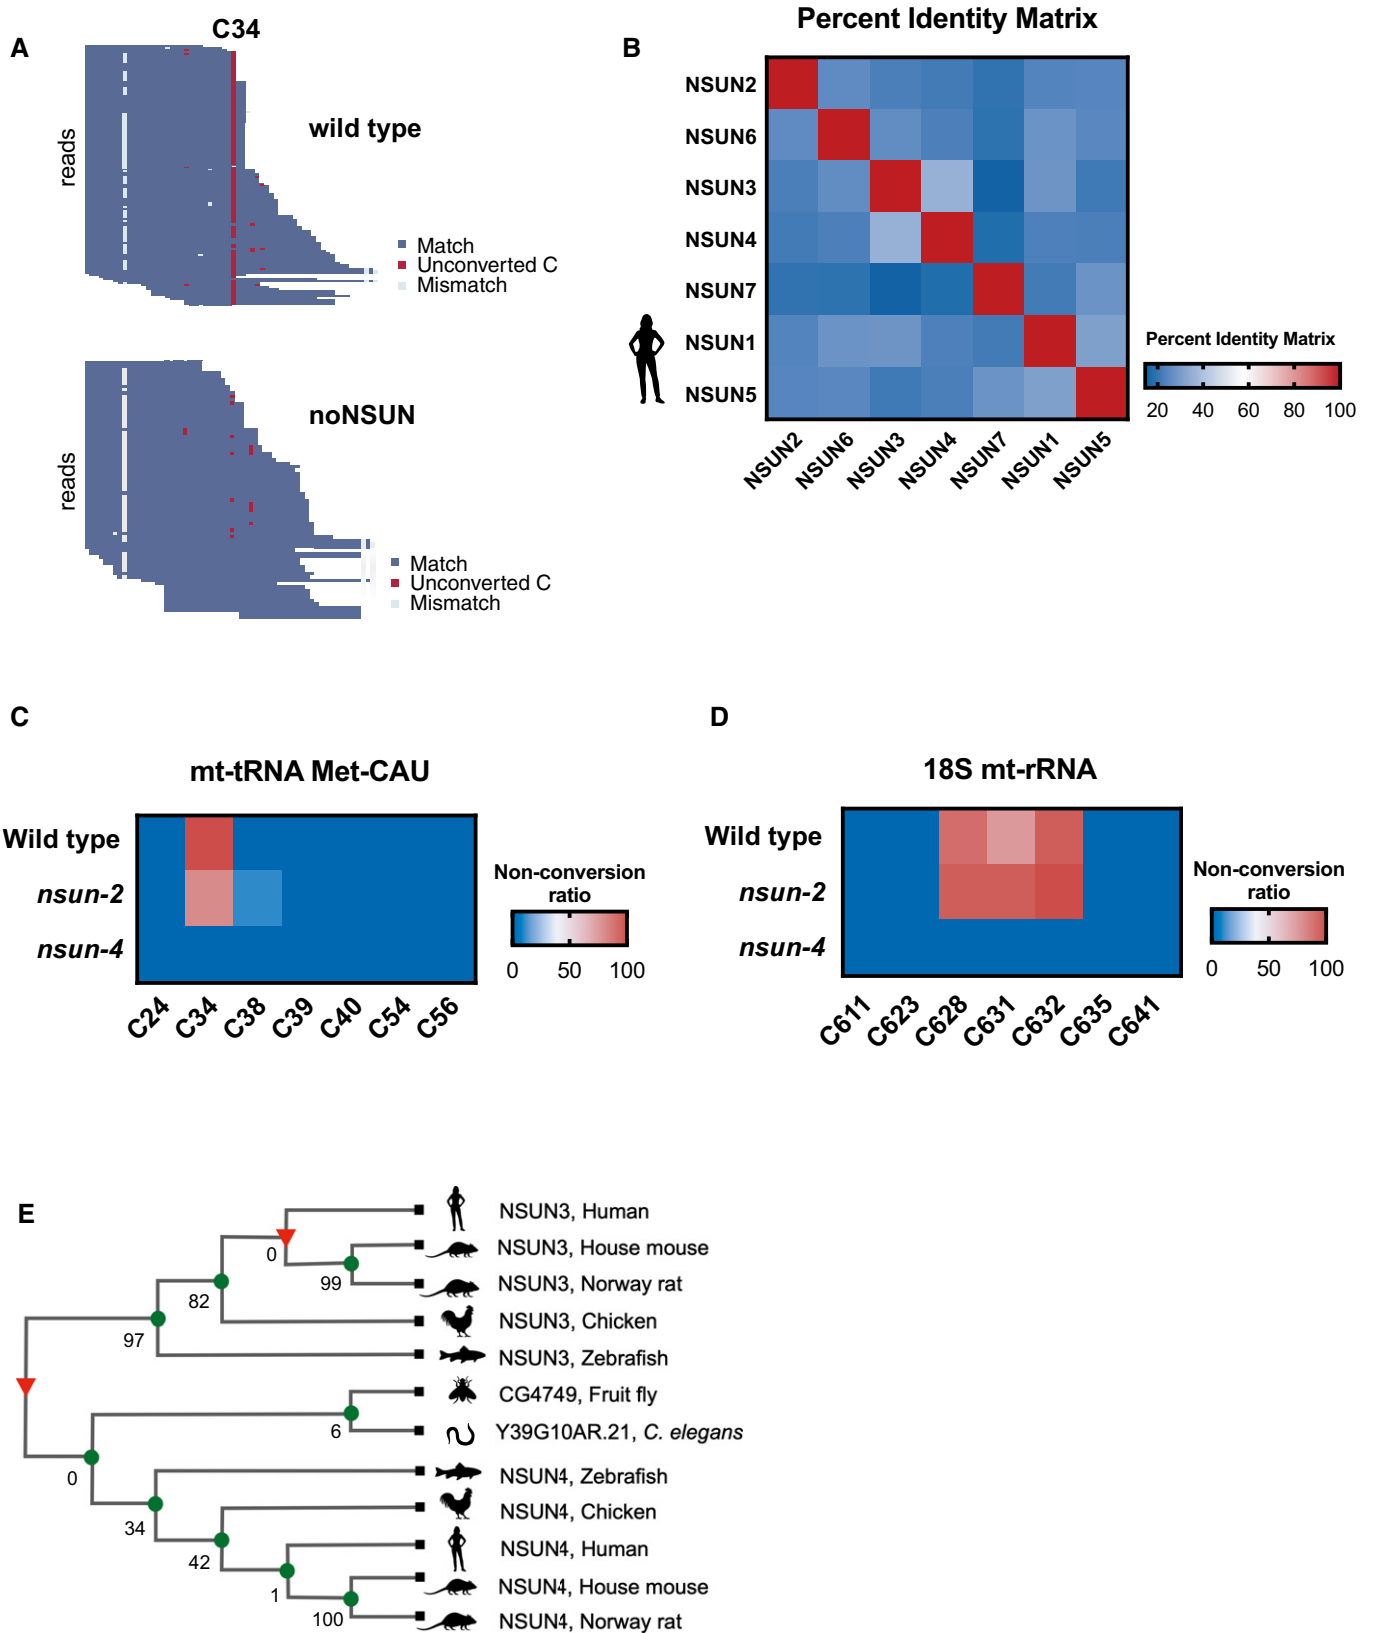 A
C34
reads
wild type
Match
Unconverted C
Mismatch
reads
noNSUN
Match
Unconverted C
Mismatch
B
Percent Identity Matrix
NSUN2
NSUN6
NSUN3
NSUN4
NSUN7
NSUN1
NSUN5
NSUN2 NSUN6 NSUN3 NSUN4 NSUN7 NSUN1 NSUN5
Percent Identity Matrix
20 40 60 80 100
C
mt-tRNA Met-CAU
Wild type
nsun-2
nsun-4
C24 C34 C38 C39 C40 C54 C56
Non-conversion
ratio
0 50 100
D
18S mt-rRNA
Wild type
nsun-2
nsun-4
C611 C623 C628 C631 C632 C635 C641
Non-conversion
ratio
0 50 100
E
NSUN3, Human
0
NSUN3, House mouse
99
NSUN3, Norway rat
82
NSUN3, Chicken
97
NSUN3, Zebrafish
CG4749, Fruit fly
6
Y39G10AR.21, C. elegans
0
NSUN4, Zebrafish
34
NSUN4, Chicken
42
NSUN4, Human
1
NSUN4, House mouse
100
NSUN4, Norway rat